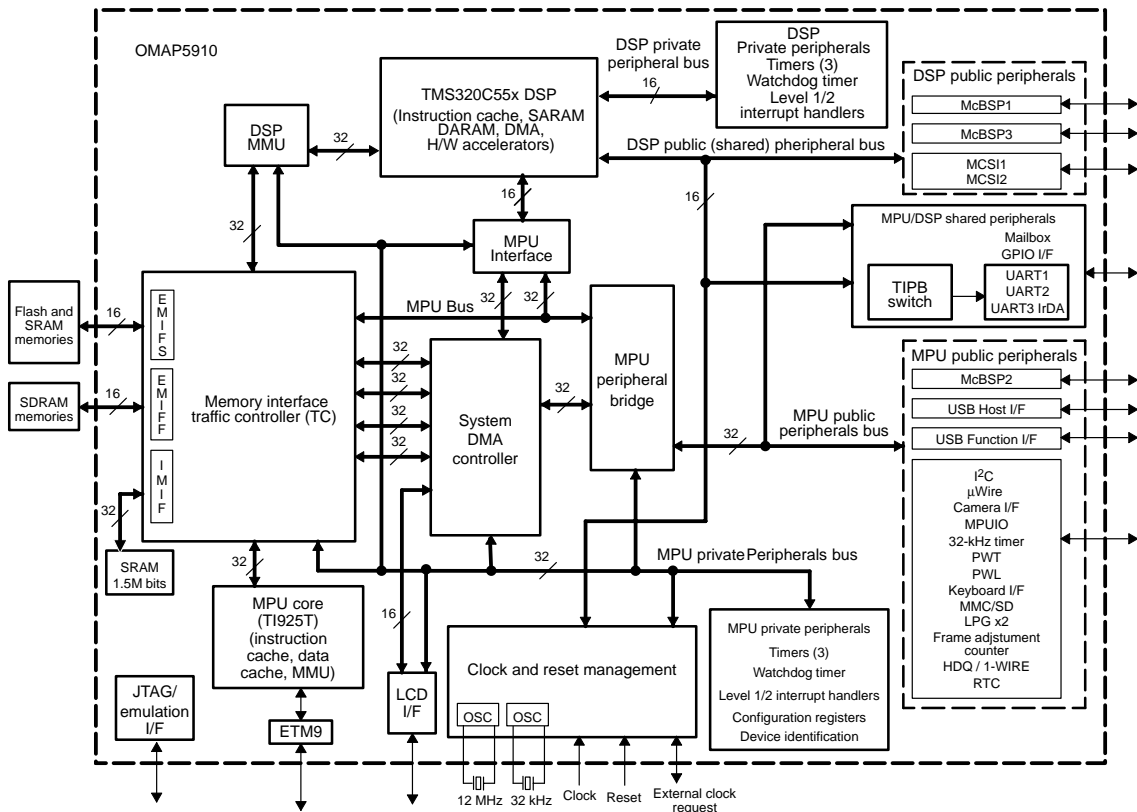 OMAP5910
DSP private
peripheral bus
16
DSP
Private peripherals
Timers (3)
Watchdog timer
Level 1/2
interrupt handlers
DSP public peripherals
McBSP1
McBSP3
MCSI1
MCSI2
TMS320C55x DSP
(Instruction cache, SARAM
DARAM, DMA,
H/W accelerators)
DSP
MMU
32
DSP public (shared) pheripheral bus
16
16
32
MPU
Interface
32
32
MPU Bus
MPU/DSP shared peripherals
Mailbox
GPIO I/F
TIPB
switch
UART1
UART2
UART3 IrDA
Flash and
SRAM
memories
16
SDRAM
memories
16
E
M
I
F
S
E
M
I
F
F
I
M
I
F
Memory interface
traffic controller (TC)
32
32
32
32
System
DMA
controller
32
MPU
peripheral
bridge
32
MPU public
peripherals bus
MPU public peripherals
McBSP2
USB Host I/F
USB Function I/F
I2C
μWire
Camera I/F
MPUIO
32-kHz timer
PWT
PWL
Keyboard I/F
MMC/SD
LPG x2
Frame adjstument
counter
HDQ / 1-WIRE
RTC
32
SRAM
1.5M bits
32
32
MPU private Peripherals bus
MPU core
(TI925T)
(instruction
cache, data
cache, MMU)
16
JTAG/
emulation
I/F
ETM9
LCD
I/F
Clock and reset management
OSC
OSC
12 MHz
32 kHz
Clock
Reset
External clock
request
MPU private peripherals
Timers (3)
Watchdog timer
Level 1/2 interrupt handlers
Configuration registers
Device identification